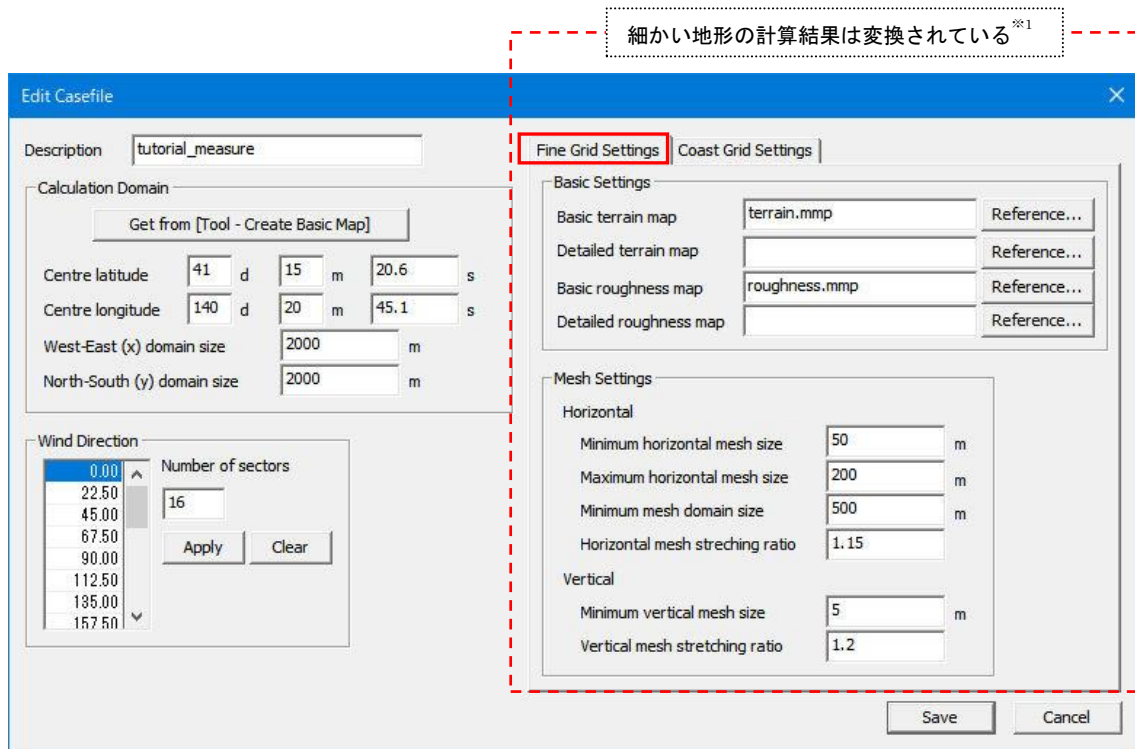 細かい地形の計算結果は変換されている※1
Edit Casefile
Description tutorial_measure
Calculation Domain
Get from [Tool - Create Basic Map]
Centre latitude 41 d 15 m 20.6 s
Centre longitude 140 d 20 m 45.1 s
West-East (x) domain size 2000 m
North-South (y) domain size 2000 m
Wind Direction
0.00
22.50
45.00
67.50
90.00
112.50
135.00
157.50
Number of sectors
16
Apply Clear
Fine Grid Settings Coast Grid Settings
Basic Settings
Basic terrain map terrain.mmp Reference...
Detailed terrain map Reference...
Basic roughness map roughness.mmp Reference...
Detailed roughness map Reference...
Mesh Settings
Horizontal
Minimum horizontal mesh size 50 m
Maximum horizontal mesh size 200 m
Minimum mesh domain size 500 m
Horizontal mesh streching ratio 1.15
Vertical
Minimum vertical mesh size 5 m
Vertical mesh stretching ratio 1.2
Save Cancel